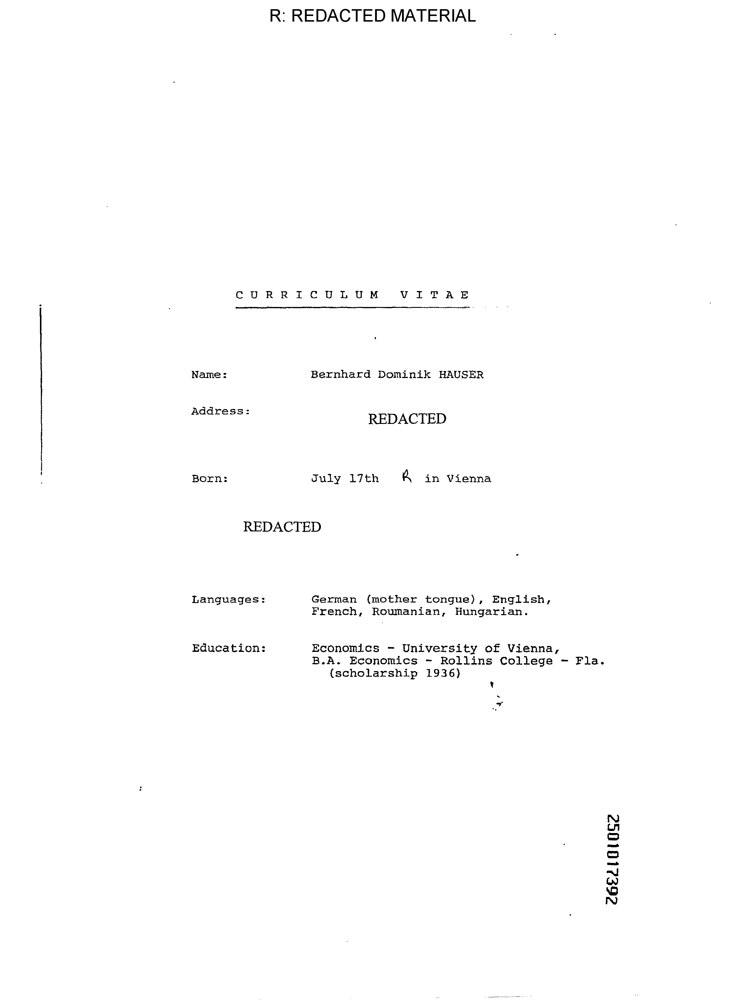 R: REDACTED MATERIAL
CURRICULUM VITAE
Name: Bernhard Dominik HAUSER
Address: REDACTED
Born: July 17th R in Vienna
REDACTED
Languages: German (mother tongue), English,
French, Roumanian, Hungarian.
Education: Economics - University of Vienna,
B.A. Economics - Rollins College - Fla.
(scholarship 1936)
2501017392